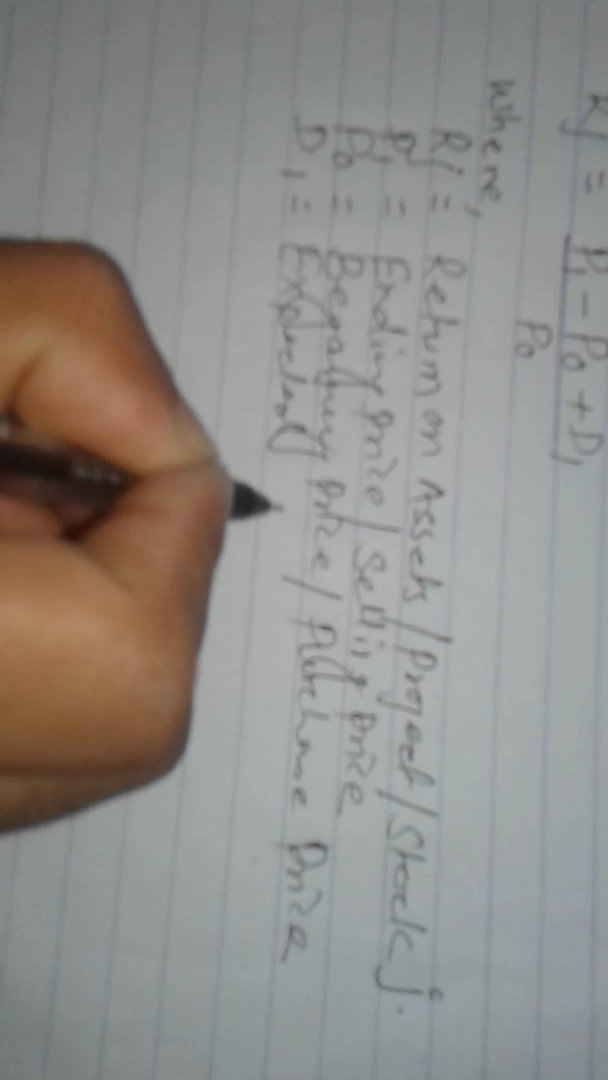 Rj = P1 - P0 + D1
P0
Where,
Rj = Return on Assets/Project/Stock j.
P1 = Ending Price/Selling Price
P0 = Beginning Price/Purchase Price
D1 = Expected